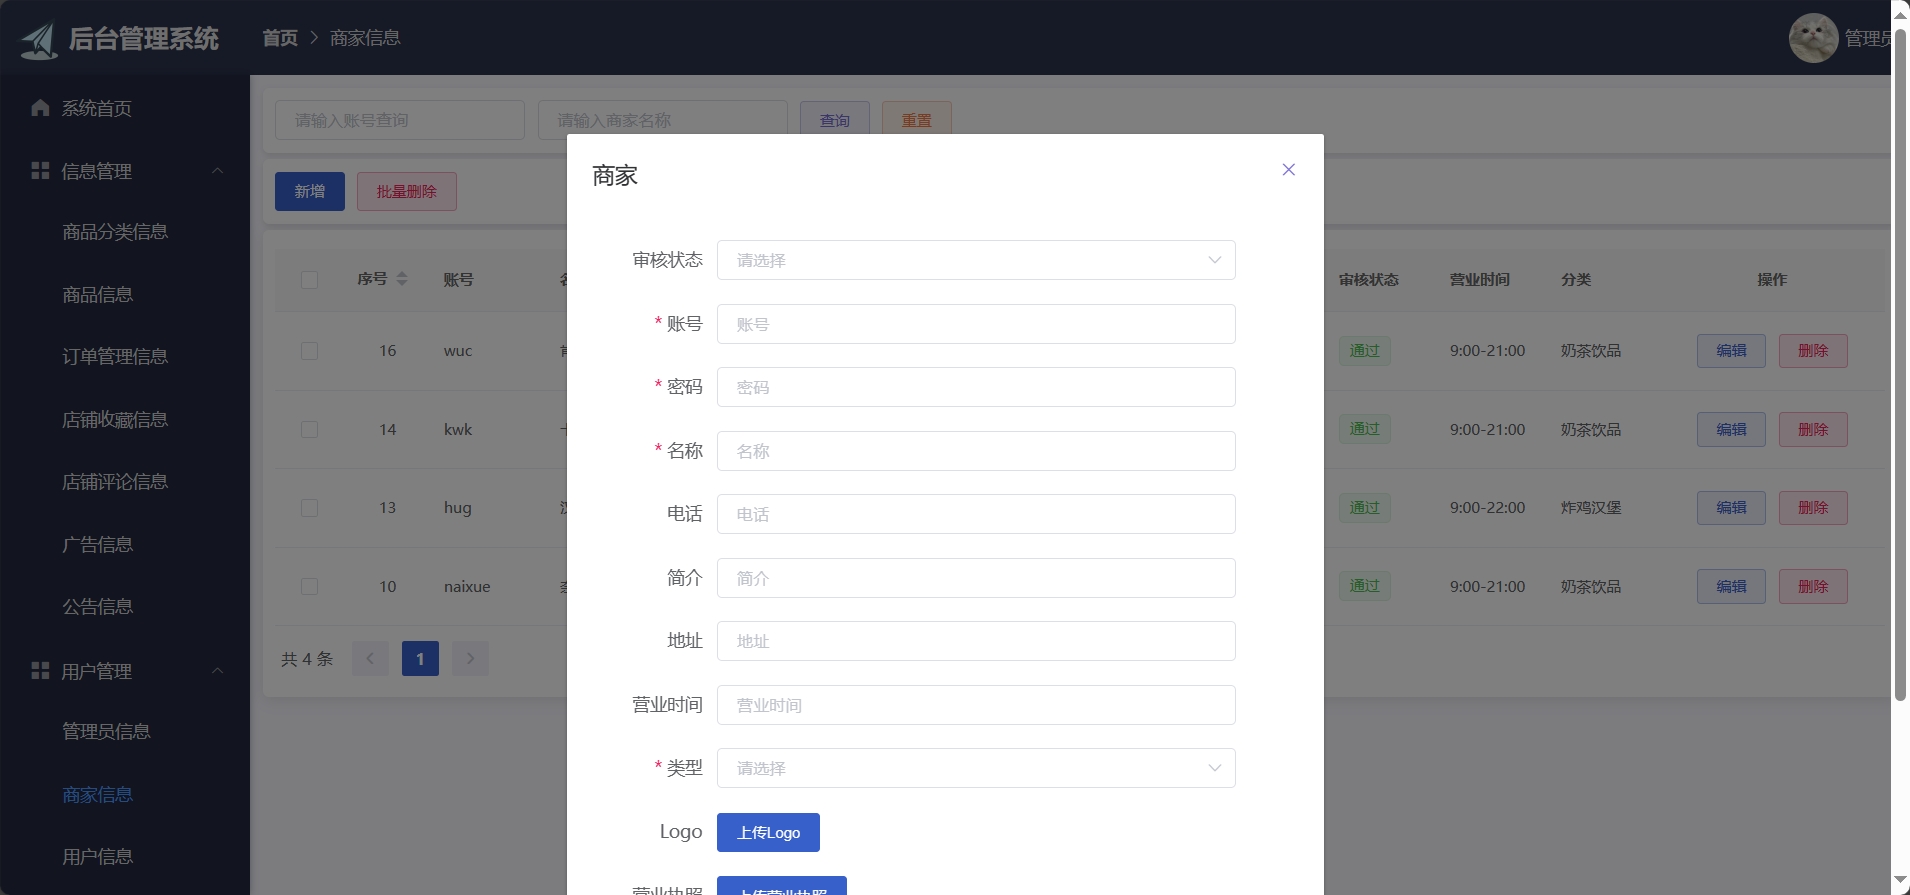 后台管理系统
首页 > 商家信息
管理员
系统首页
信息管理
商品分类信息
商品信息
订单管理信息
店铺收藏信息
店铺评论信息
广告信息
公告信息
用户管理
管理员信息
商家信息
用户信息
请输入账号查询
请输入商家名称
查询
重置
新增
批量删除
序号 账号 审核状态 营业时间 分类 操作
16 wuc 通过 9:00-21:00 奶茶饮品 编辑 删除
14 kwk 通过 9:00-21:00 奶茶饮品 编辑 删除
13 hug 通过 9:00-22:00 炸鸡汉堡 编辑 删除
10 naixue 通过 9:00-21:00 奶茶饮品 编辑 删除
共 4 条 1
商家
审核状态 请选择
* 账号 账号
* 密码 密码
* 名称 名称
电话 电话
简介 简介
地址 地址
营业时间 营业时间
* 类型 请选择
Logo 上传Logo
营业执照 上传营业执照